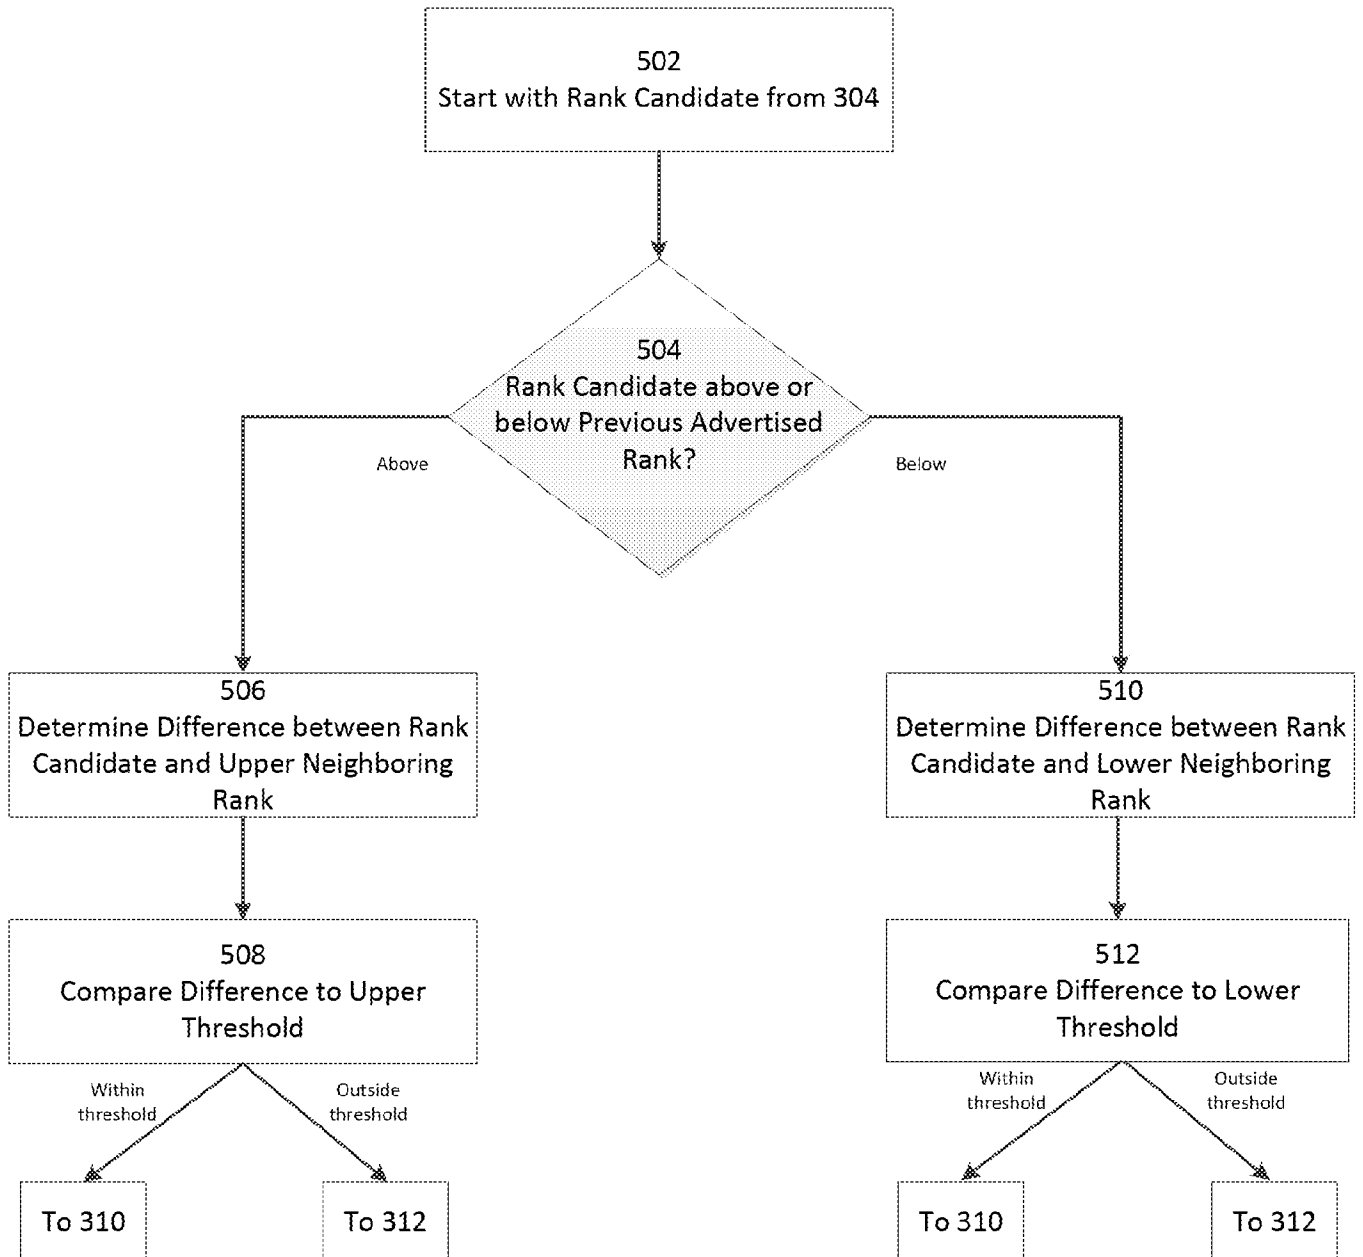 502
Start with Rank Candidate from 304
504
Rank Candidate above or
below Previous Advertised
Rank?
Above
Below
506
Determine Difference between Rank
Candidate and Upper Neighboring
Rank
510
Determine Difference between Rank
Candidate and Lower Neighboring
Rank
508
Compare Difference to Upper
Threshold
512
Compare Difference to Lower
Threshold
Within
threshold
Outside
threshold
Within
threshold
Outside
threshold
To 310
To 312
To 310
To 312